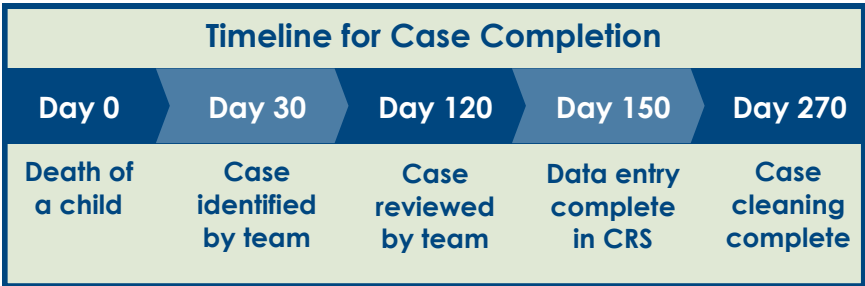 Timeline for Case Completion
Day 0
Day 30
Day 120
Day 150
Day 270
Death of
a child
Case
identified
by team
Case
reviewed
by team
Data entry
complete
in CRS
Case
cleaning
complete